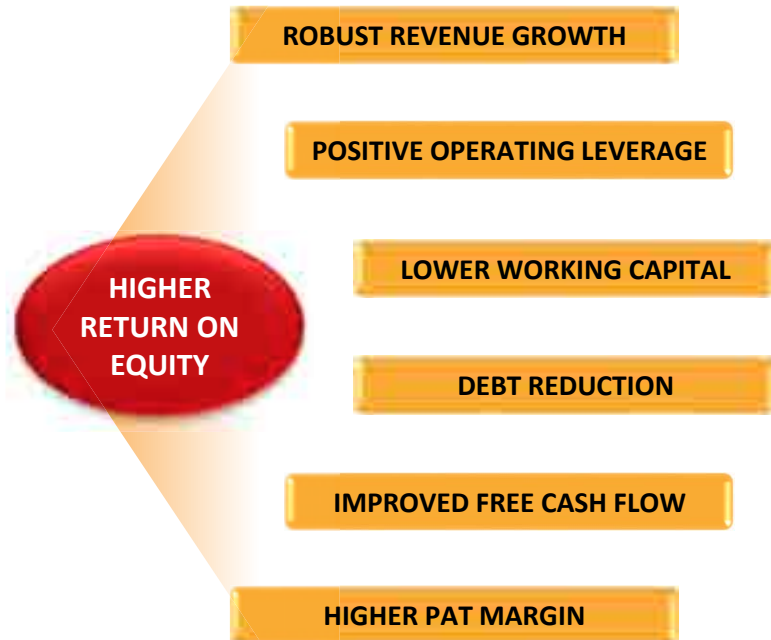 ROBUST REVENUE GROWTH
POSITIVE OPERATING LEVERAGE
LOWER WORKING CAPITAL
HIGHER
RETURN ON
EQUITY
DEBT REDUCTION
IMPROVED FREE CASH FLOW
HIGHER PAT MARGIN